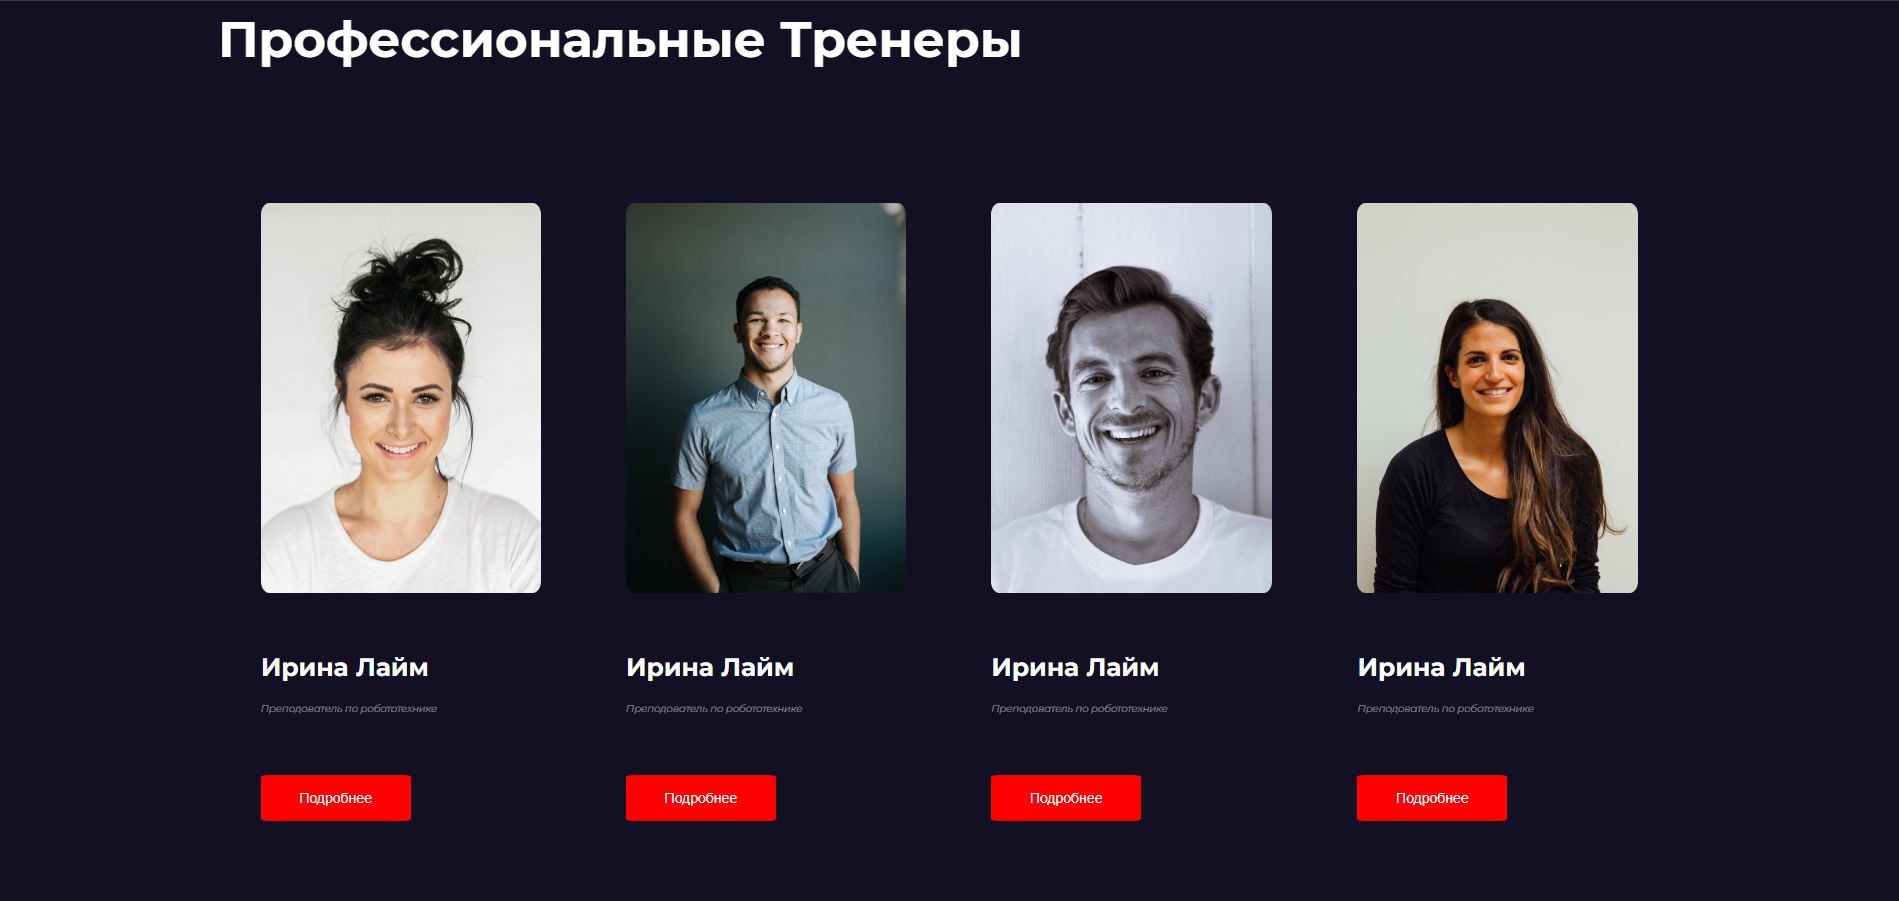 Профессиональные Тренеры
Ирина Лайм
Преподователь по робототехнике
Подробнее
Ирина Лайм
Преподователь по робототехнике
Подробнее
Ирина Лайм
Преподователь по робототехнике
Подробнее
Ирина Лайм
Преподователь по робототехнике
Подробнее